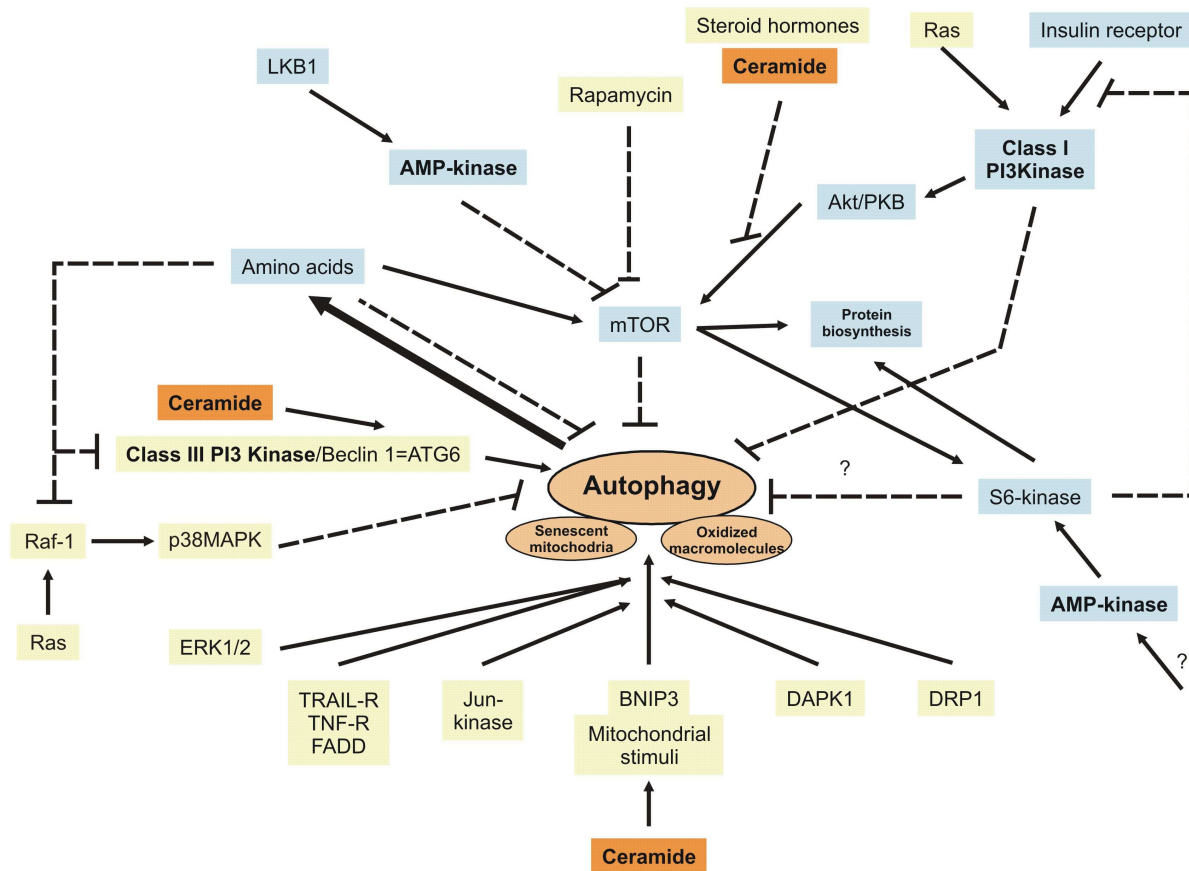 Steroid hormones
Ras
Insulin receptor
LKB1
Ceramide
Rapamycin
AMP-kinase
Class I
PI3Kinase
Akt/PKB
Amino acids
mTOR
Protein
biosynthesis
Ceramide
Class III PI3 Kinase/Beclin 1=ATG6
?
Autophagy
S6-kinase
Senescent
mitochodria
Oxidized
macromolecules
Raf-1
p38MAPK
AMP-kinase
Ras
ERK1/2
?
TRAIL-R
TNF-R
FADD
Jun-
kinase
BNIP3
Mitochondrial
stimuli
DAPK1
DRP1
Ceramide